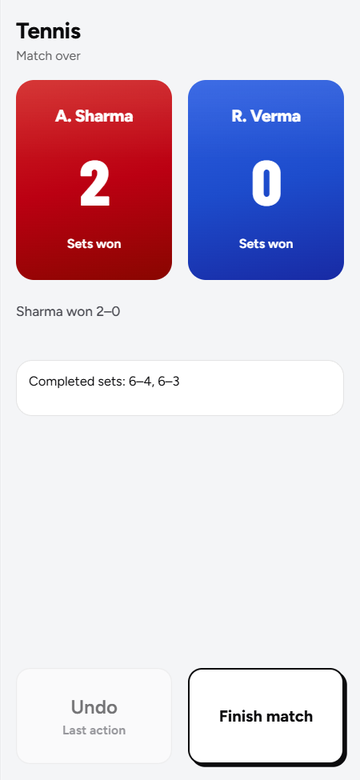 Tennis
Match over
A. Sharma
R. Verma
2
0
Sets won
Sets won
Sharma won 2–0
Completed sets: 6–4, 6–3
Undo
Last action
Finish match